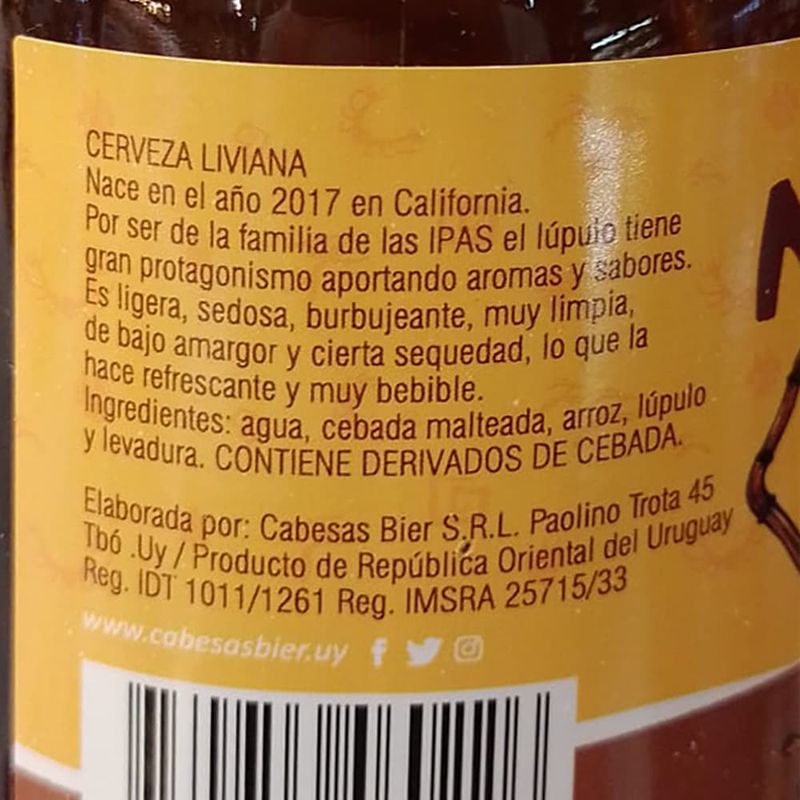 CERVEZA LIVIANA
Nace en el año 2017 en California.
Por ser de la familia de las IPAS el lúpulo tiene
gran protagonismo aportando aromas y sabores.
Es ligera, sedosa, burbujeante, muy limpia,
de bajo amargor y cierta sequedad, lo que la
hace refrescante y muy bebible.
Ingredientes: agua, cebada malteada, arroz, lúpulo
y levadura. CONTIENE DERIVADOS DE CEBADA.
Elaborada por: Cabesas Bier S.R.L. Paolino Trota 45
Tbó .Uy / Producto de República Oriental del Uruguay
Reg. IDT 1011/1261 Reg. IMSRA 25715/33
www.cabesasbier.uy